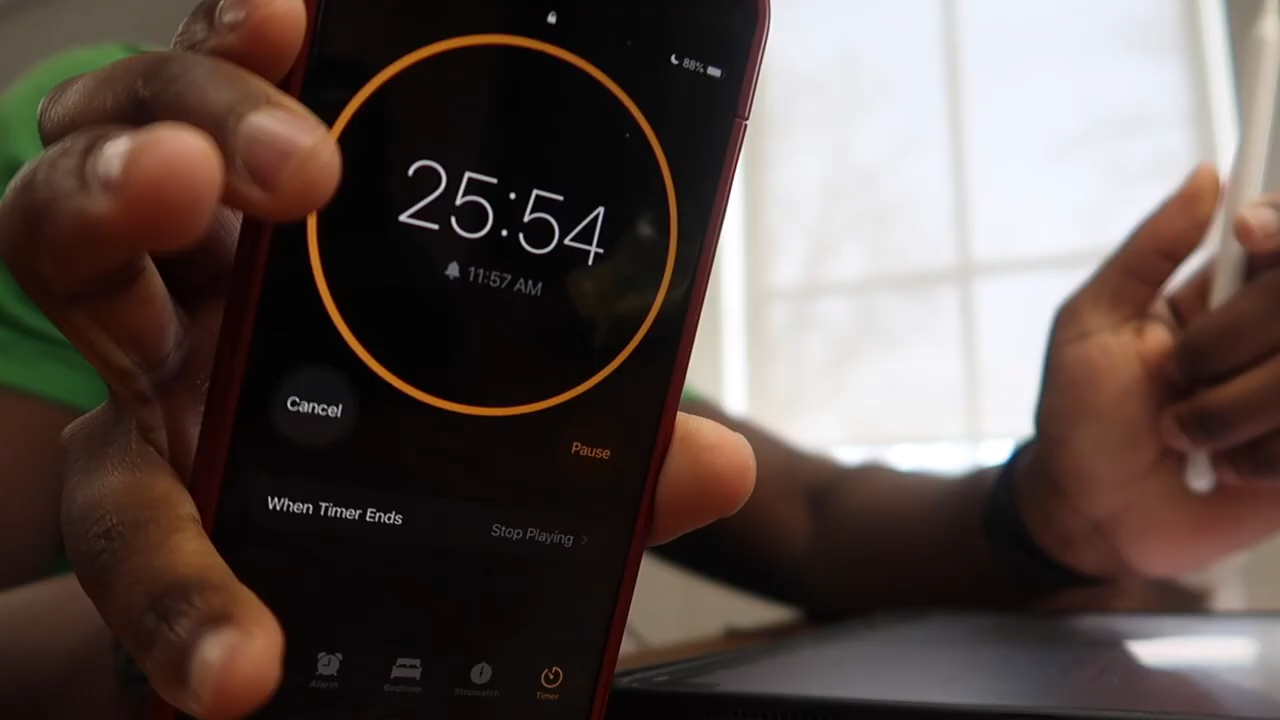 88%
25:54
11:57 AM
Cancel
Pause
When Timer Ends
Stop Playing
Alarm
Bedtime
Stopwatch
Timer